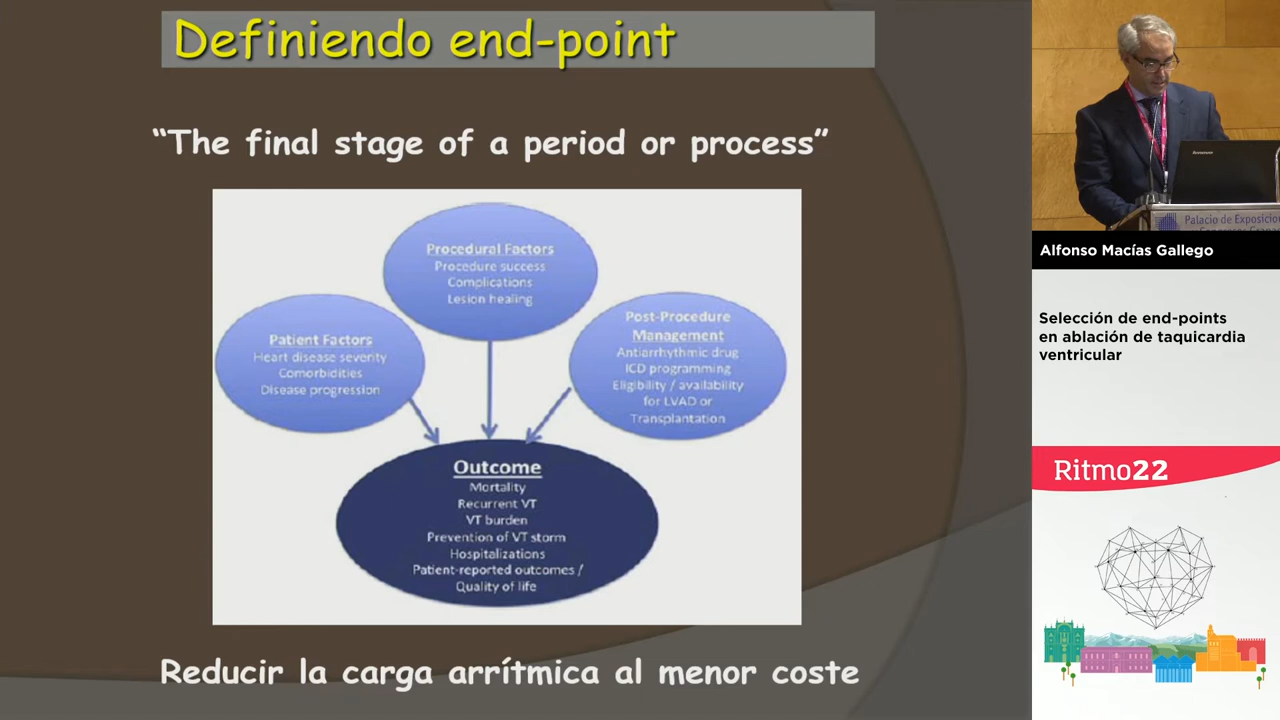 Definiendo end-point
“The final stage of a period or process”
Procedural Factors
Procedure success
Complications
Lesion healing
Patient Factors
Heart disease severity
Comorbidities
Disease progression
Post-Procedure
Management
Antiarrhythmic drug
ICD programming
Eligibility / availability
for LVAD or
Transplantation
Outcome
Mortality
Recurrent VT
VT burden
Prevention of VT storm
Hospitalizations
Patient-reported outcomes /
Quality of life
Reducir la carga arrítmica al menor coste
Palacio de
Alfonso Macías Gallego
Selección de end-points
en ablación de taquicardia
ventricular
Ritmo22